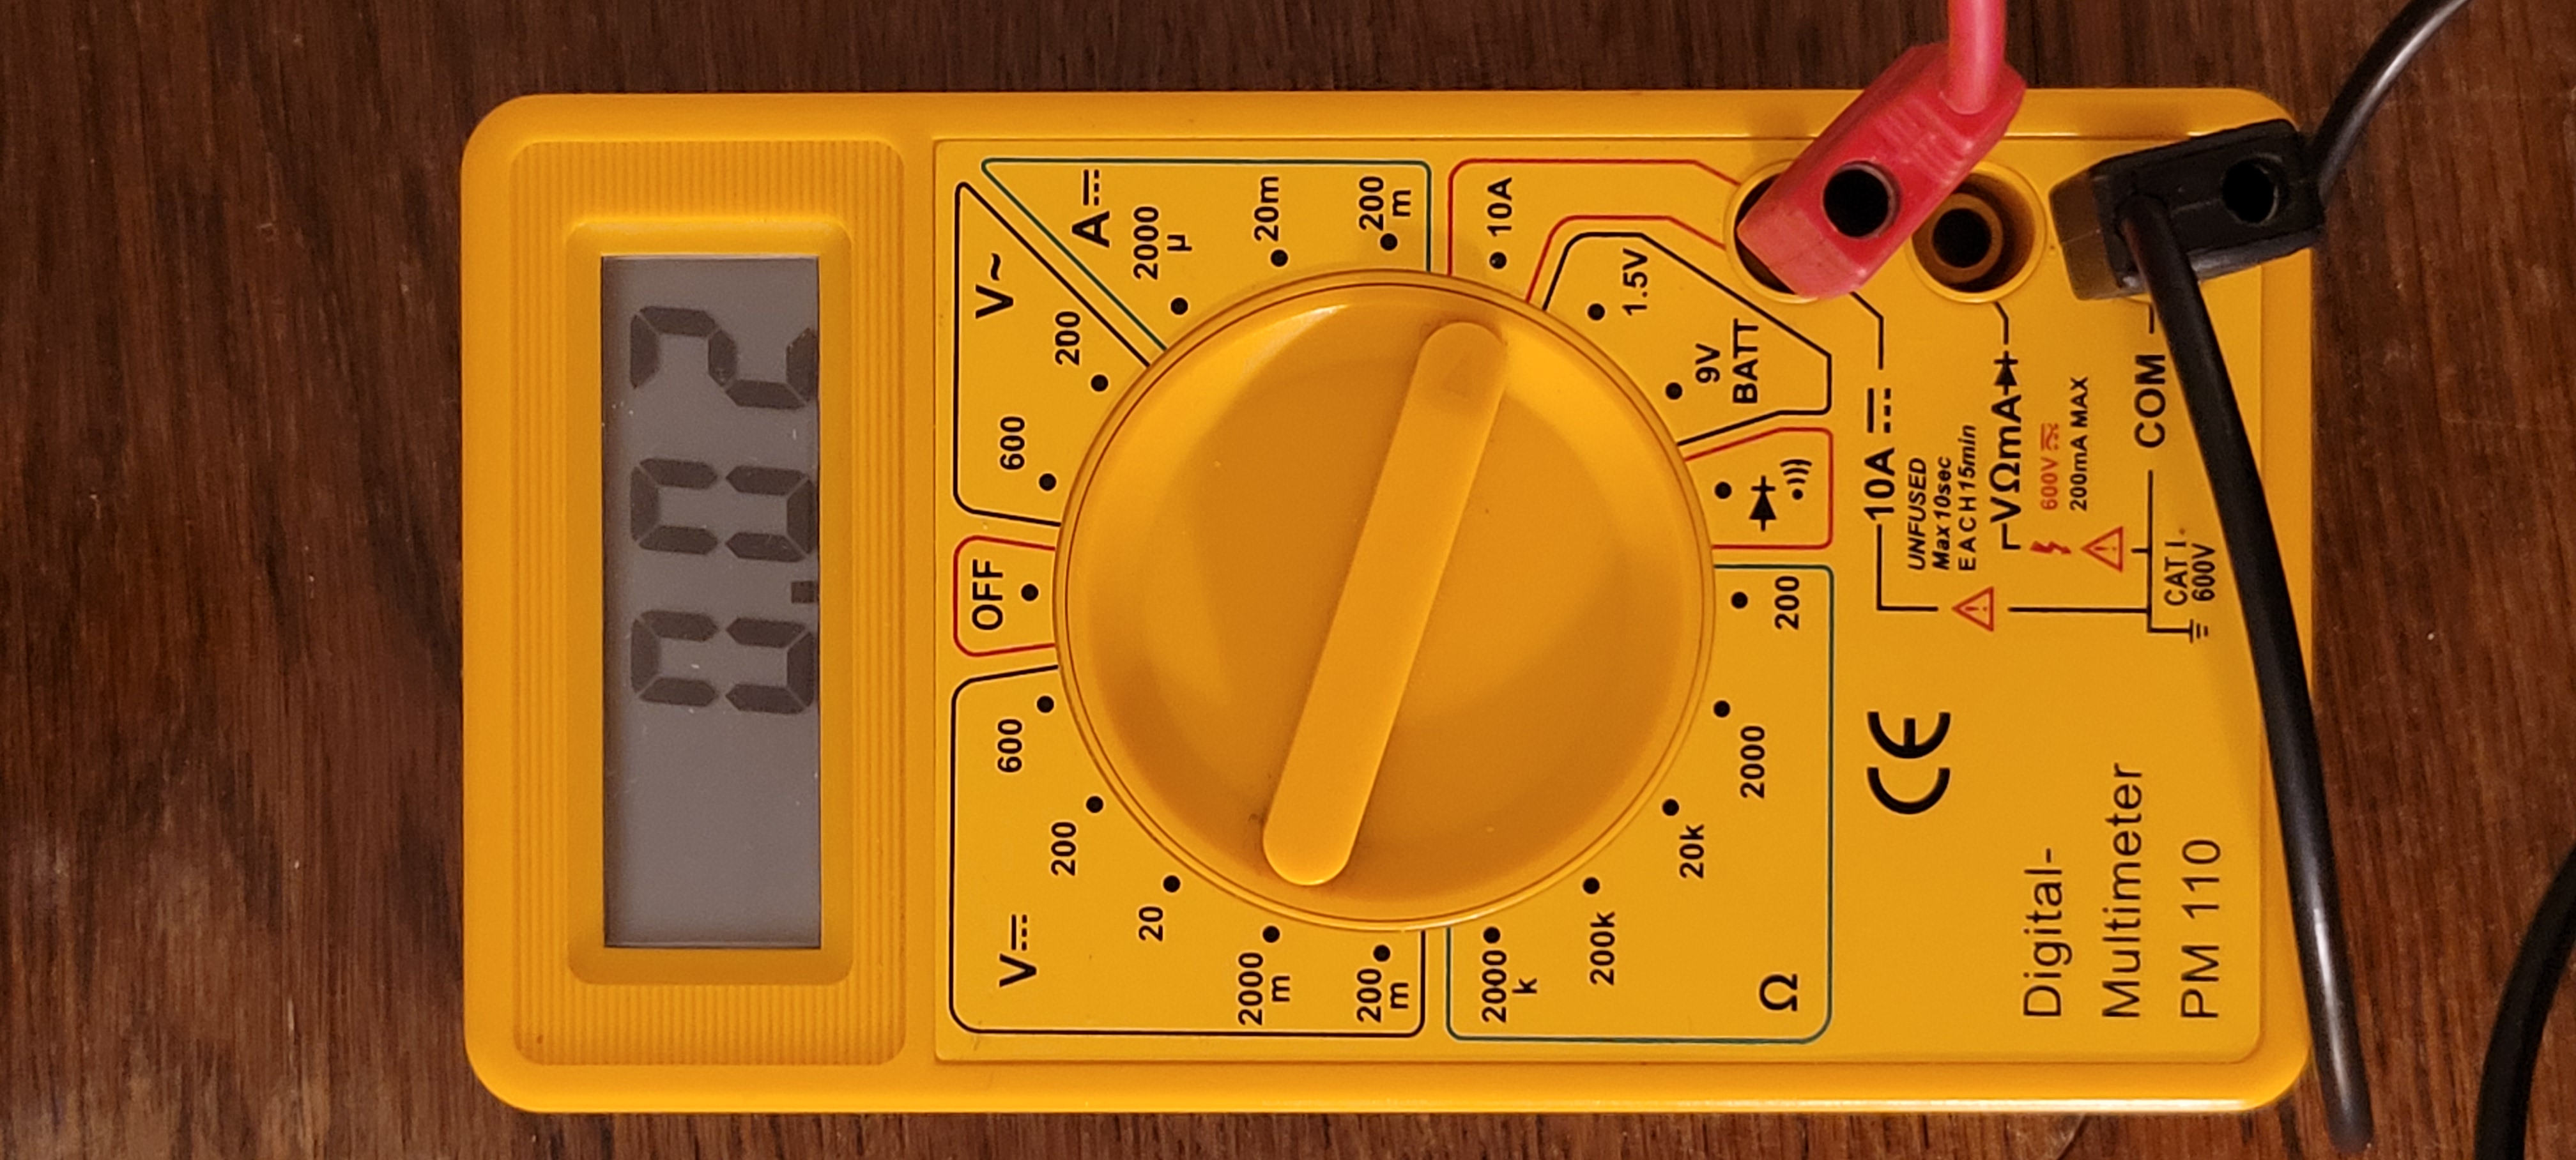 0.02
V⎓
600
200
20
2000
m
200
m
OFF
600
V~
200
A⎓
2000
µ
20m
200
m
10A
1.5V
9V
BATT
2000
k
200k
20k
2000
200
Ω
CE
10A ⎓
UNFUSED
Max 10sec
EACH 15min
VΩmA
600V
200mA MAX
COM
CAT I
600V
Digital-
Multimeter
PM 110